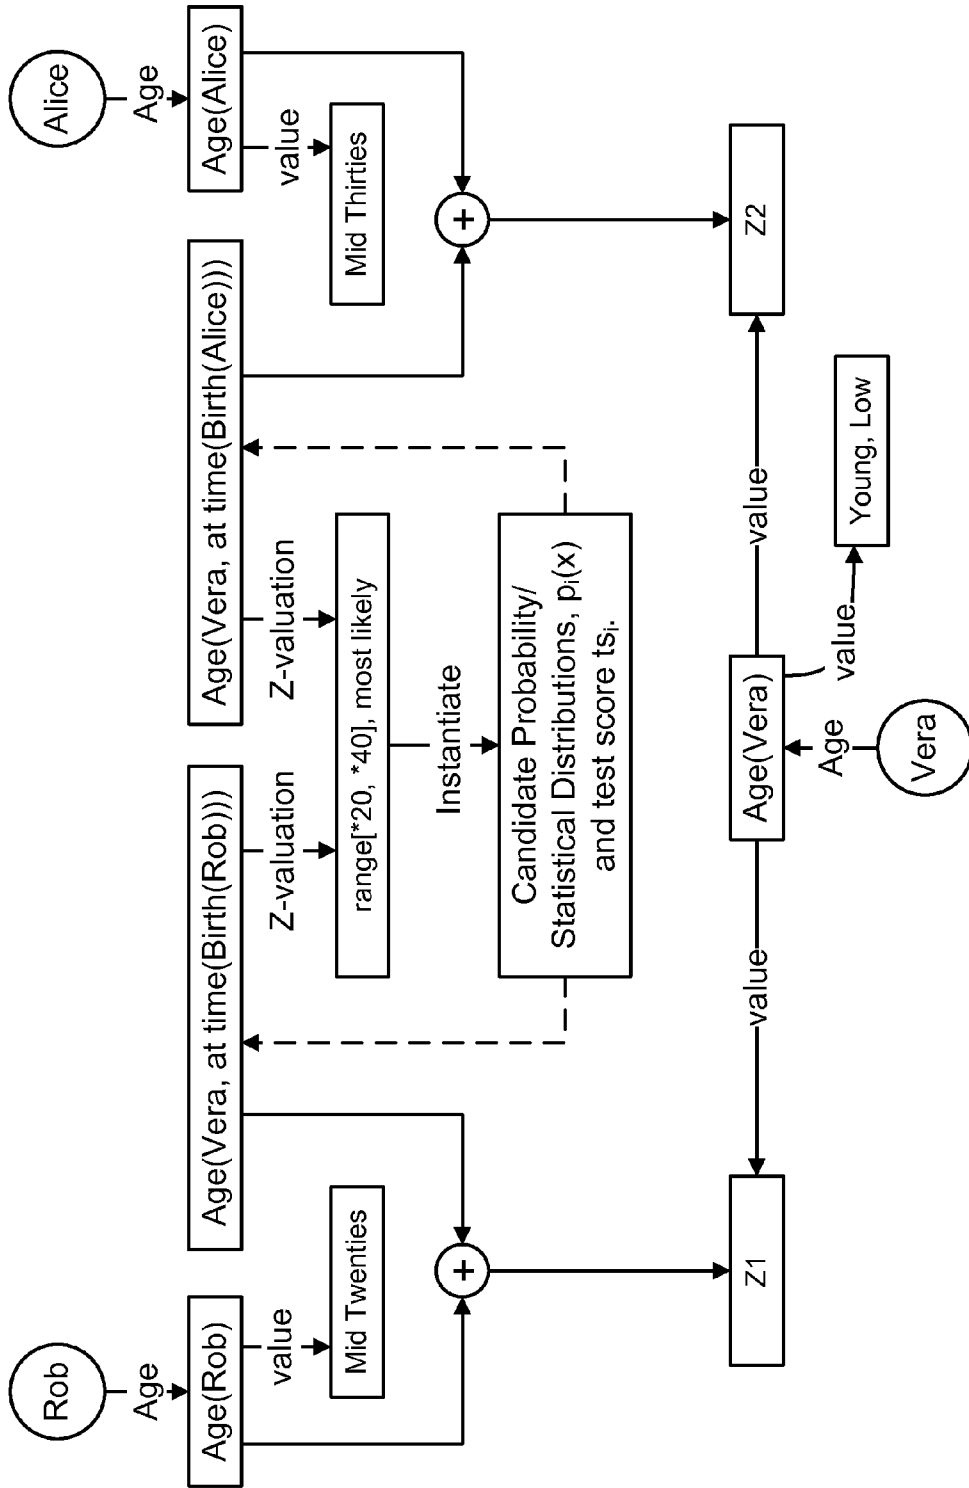 Rob
Alice
Age
Age
Age(Rob)
Age(Vera, at time(Birth(Rob)))
Age(Vera, at time(Birth(Alice)))
Age(Alice)
value
Z-valuation
Z-valuation
value
Mid Twenties
range[*20, *40], most likely
Mid Thirties
+
Instantiate
+
Candidate Probability/
Statistical Distributions, pᵢ(x)
and test score tsᵢ.
Z1
value
Age(Vera)
value
Z2
value
Young, Low
Age
Vera